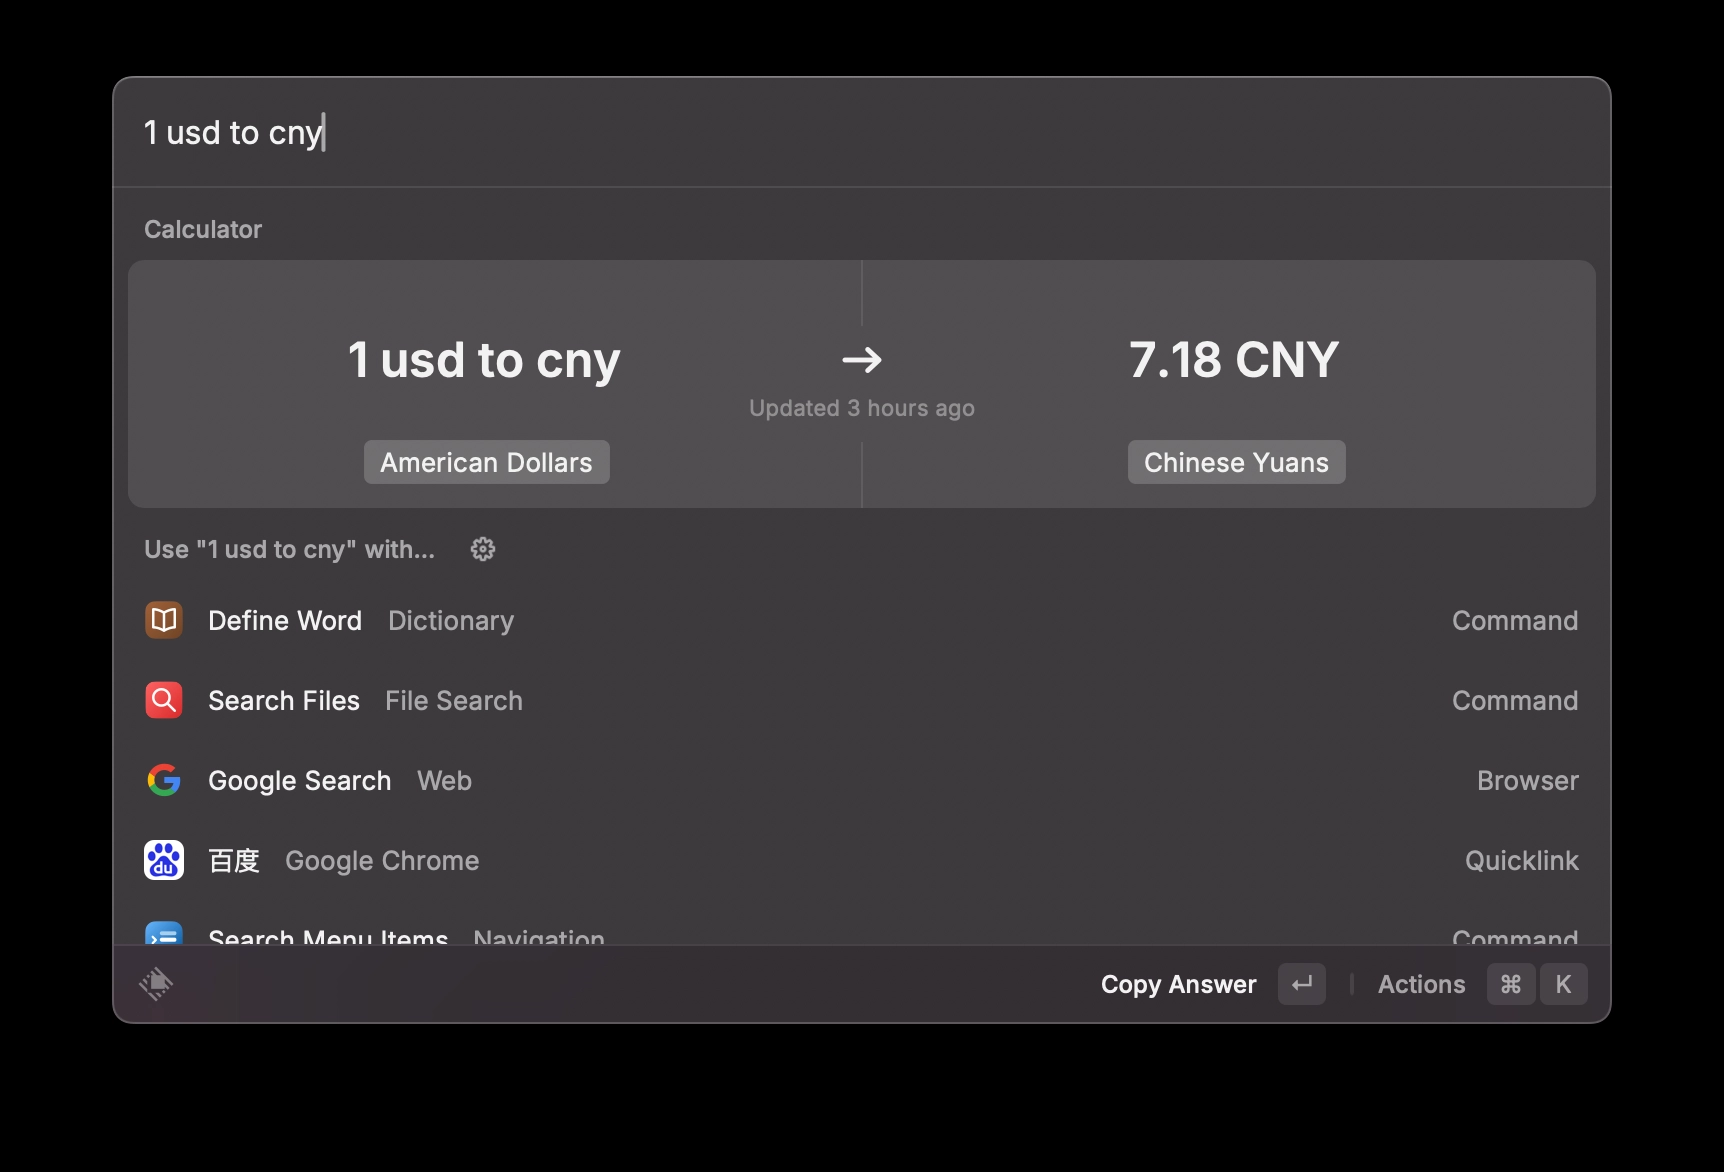 1 usd to cny
Calculator
1 usd to cny → 7.18 CNY
Updated 3 hours ago
American Dollars Chinese Yuans
Use "1 usd to cny" with...
Define Word Dictionary Command
Search Files File Search Command
Google Search Web Browser
du 百度 Google Chrome Quicklink
Search Menu Items Navigation Command
Copy Answer ↵ | Actions ⌘ K